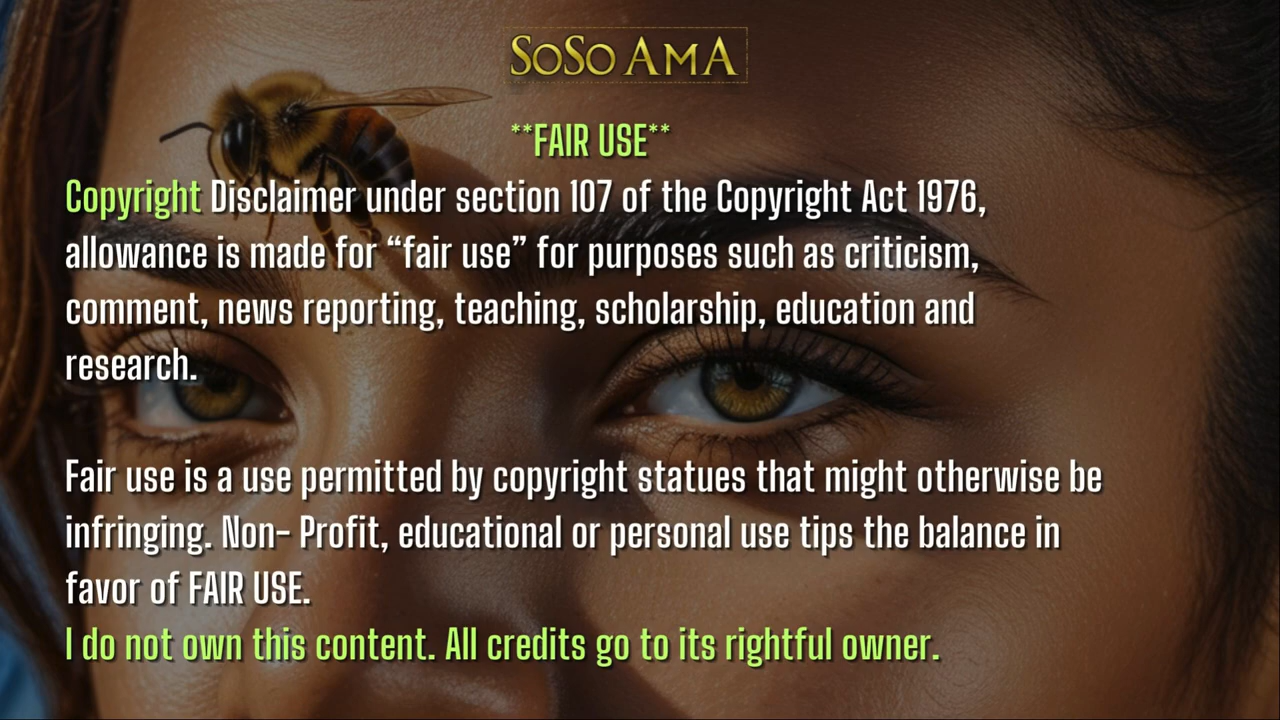 SoSo AmA
**FAIR USE**
Copyright Disclaimer under section 107 of the Copyright Act 1976,
allowance is made for “fair use” for purposes such as criticism,
comment, news reporting, teaching, scholarship, education and
research.
Fair use is a use permitted by copyright statues that might otherwise be
infringing. Non- Profit, educational or personal use tips the balance in
favor of FAIR USE.
I do not own this content. All credits go to its rightful owner.